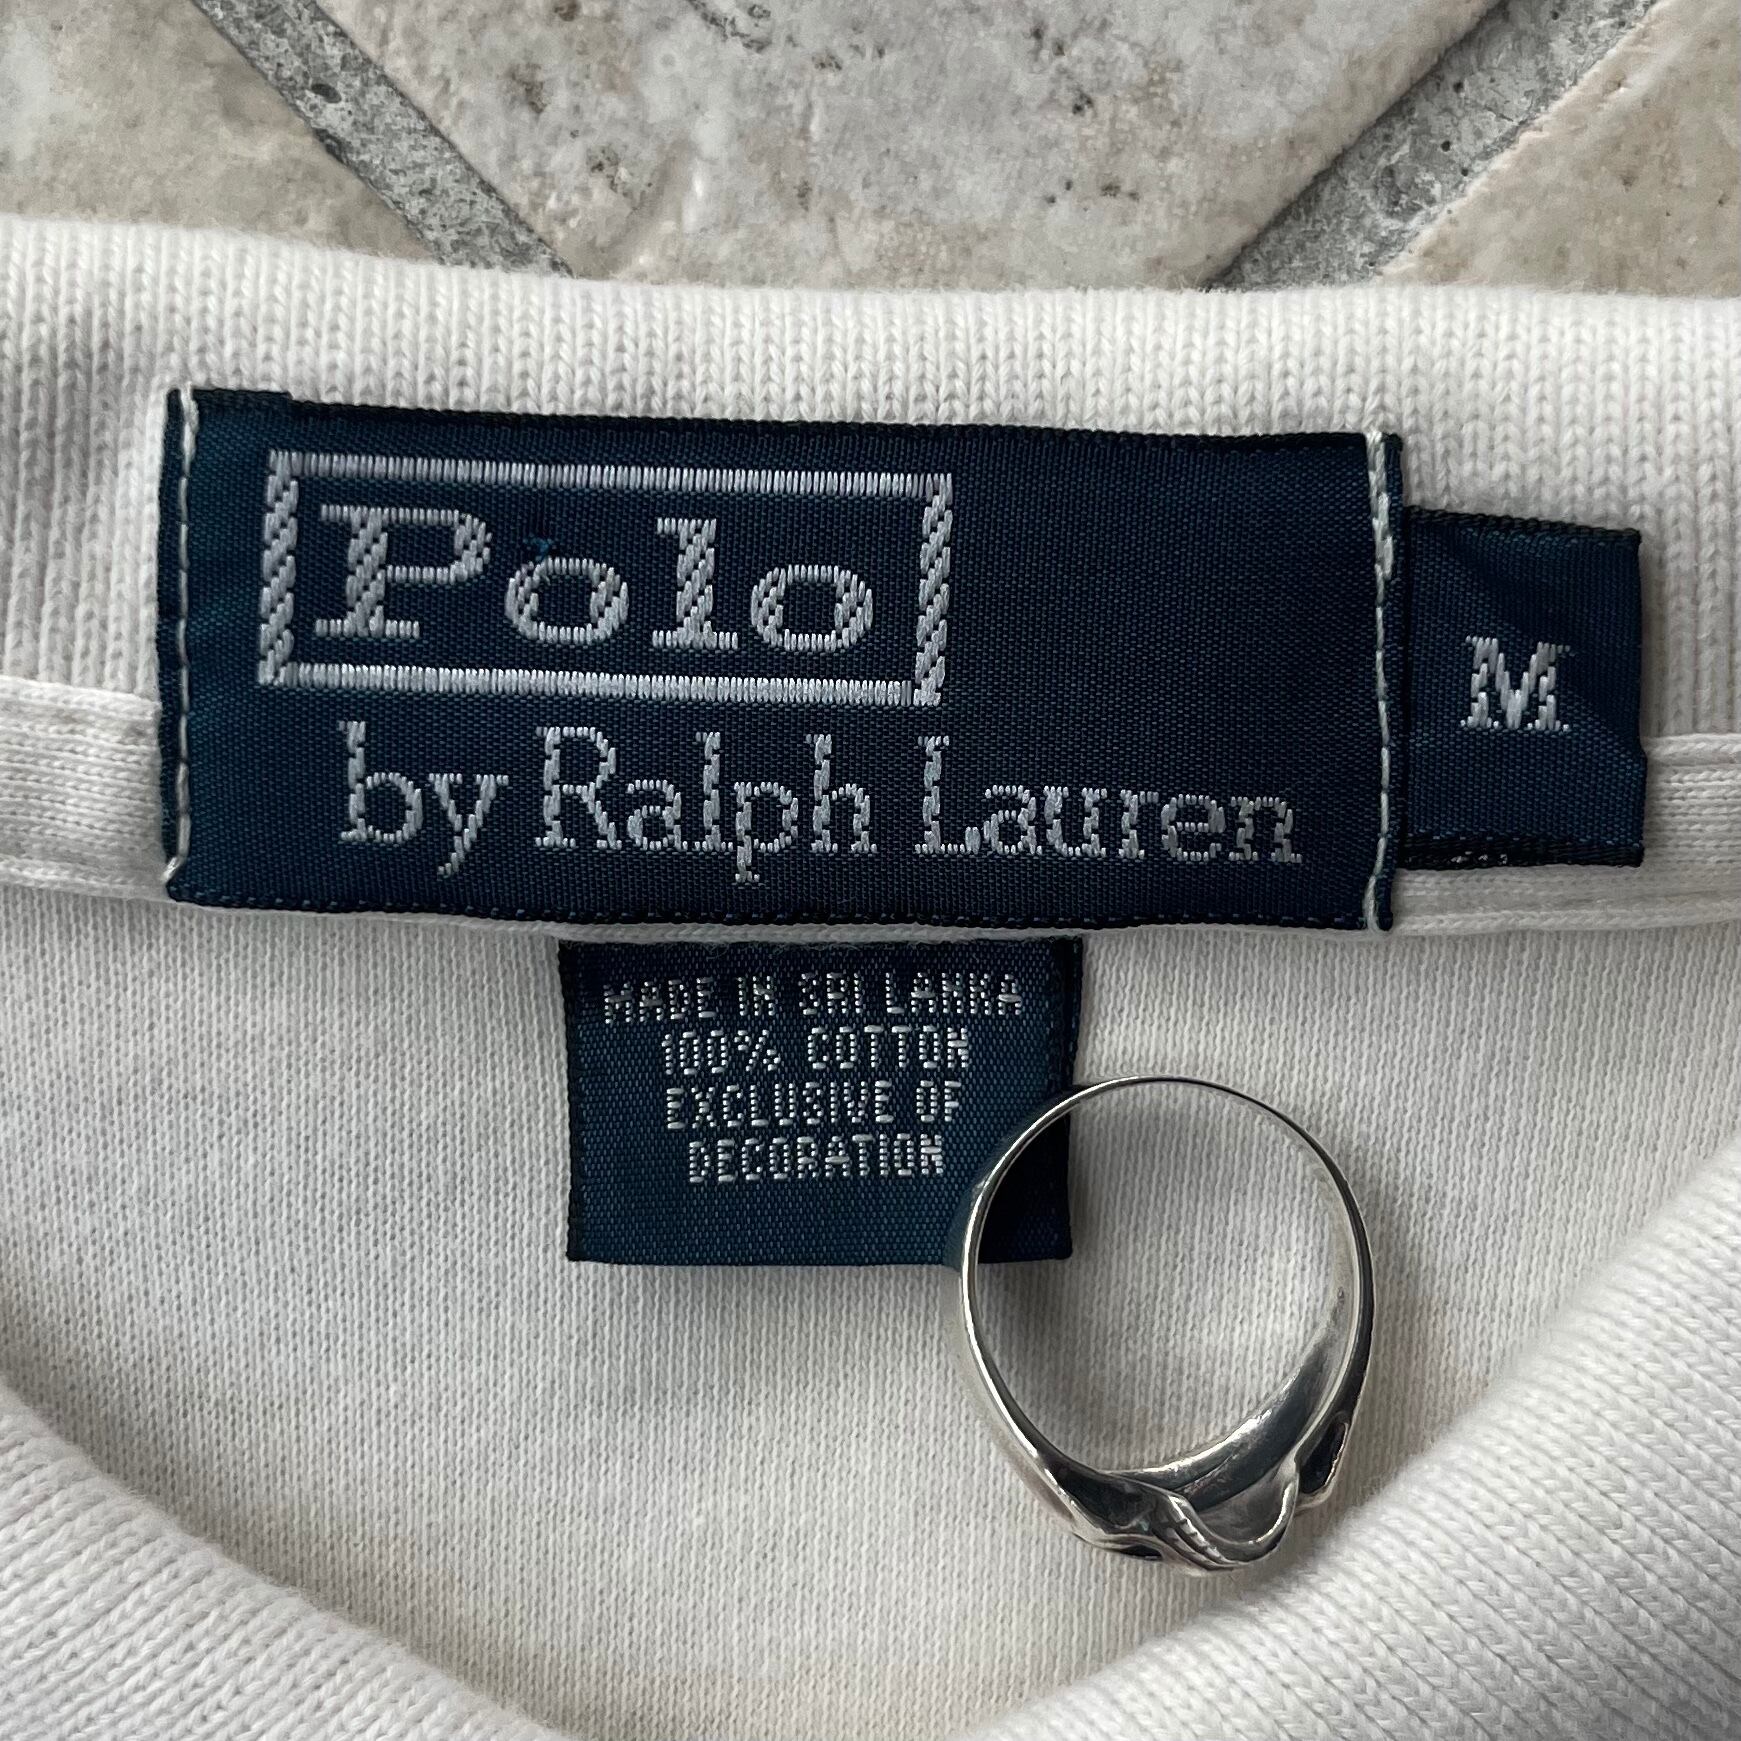 Polo
by Ralph Lauren
M
MADE IN SRI LANKA
100% COTTON
EXCLUSIVE OF
DECORATION